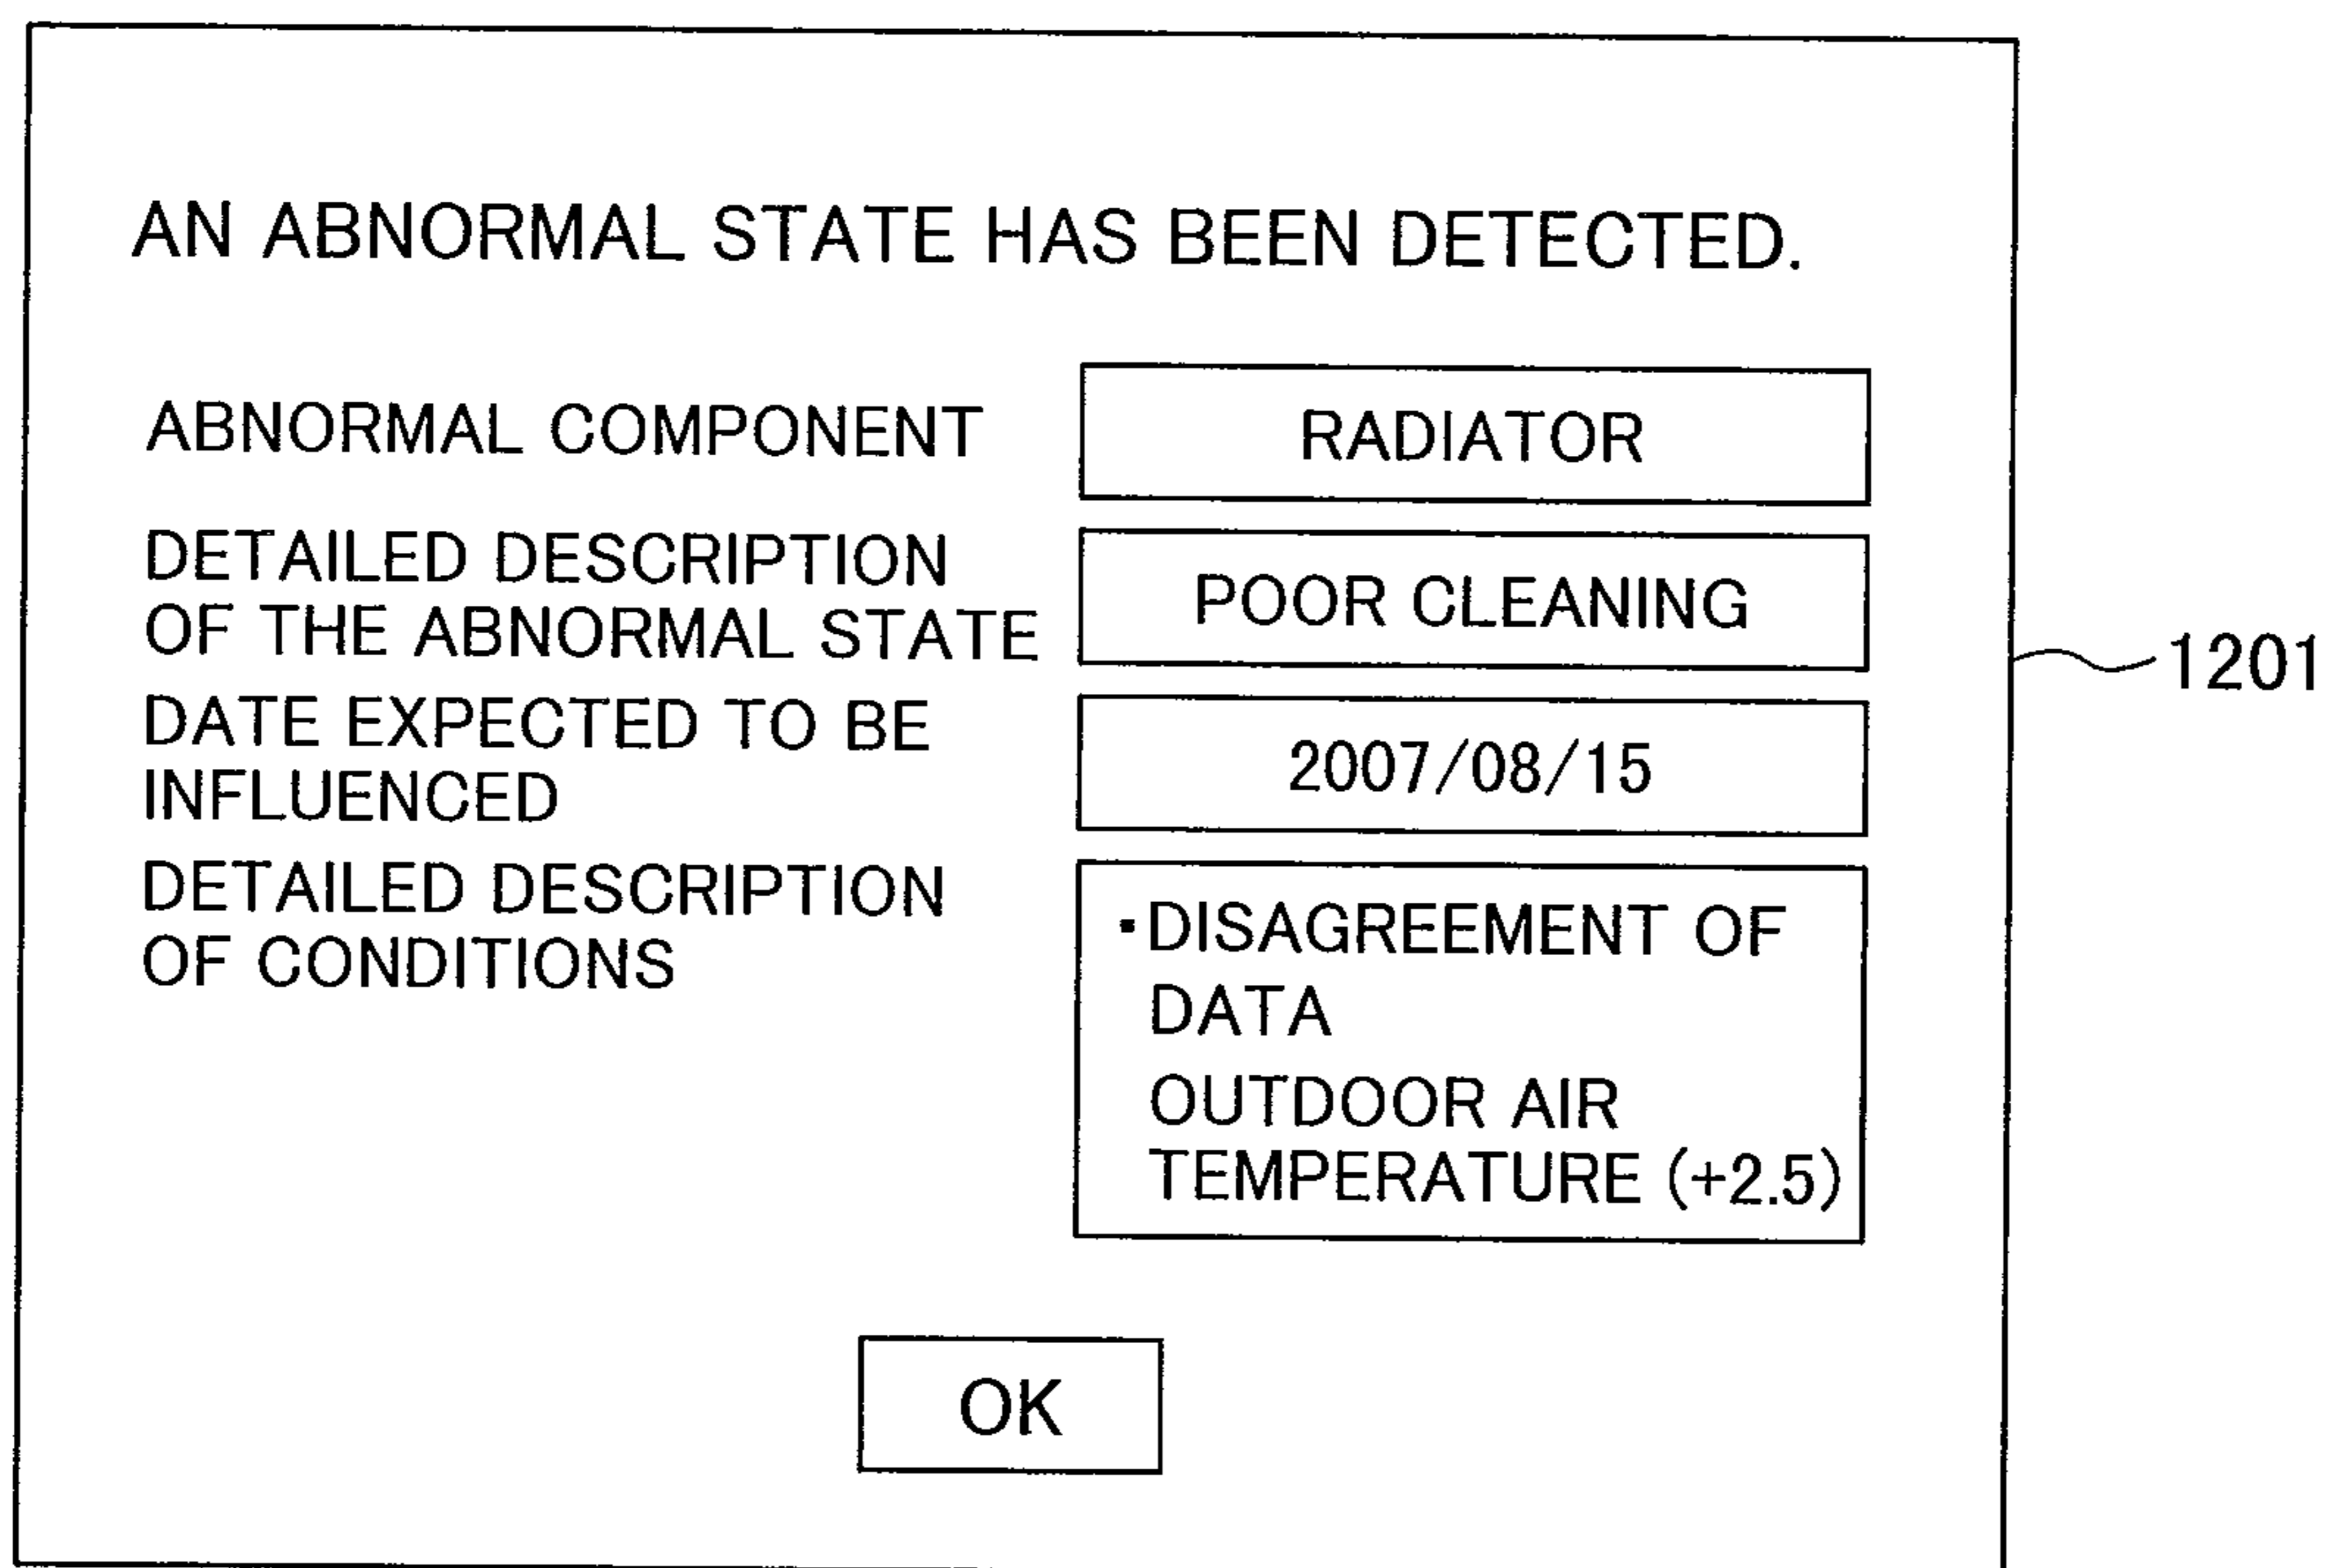 AN ABNORMAL STATE HAS BEEN DETECTED.
ABNORMAL COMPONENT
RADIATOR
DETAILED DESCRIPTION
OF THE ABNORMAL STATE
POOR CLEANING
DATE EXPECTED TO BE
INFLUENCED
2007/08/15
DETAILED DESCRIPTION
OF CONDITIONS
・DISAGREEMENT OF
DATA
OUTDOOR AIR
TEMPERATURE (+2.5)
OK
1201